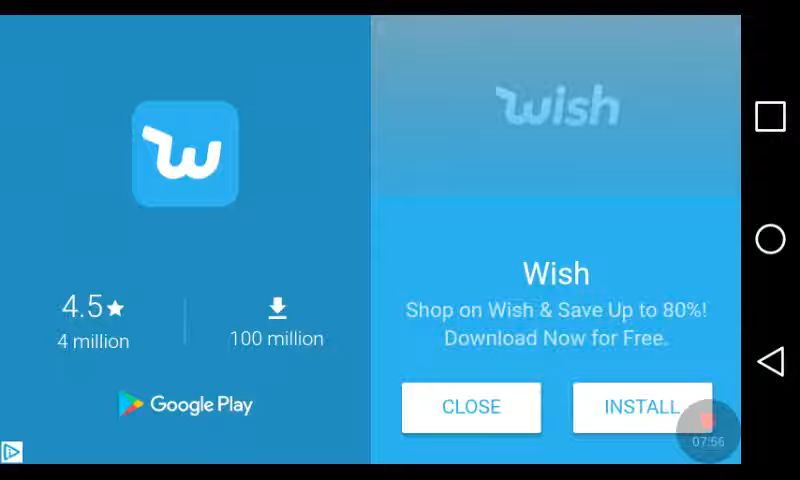 W
4.5★
4 million
100 million
Google Play
wish
Wish
Shop on Wish & Save Up to 80%!
Download Now for Free.
CLOSE
INSTALL
07:56